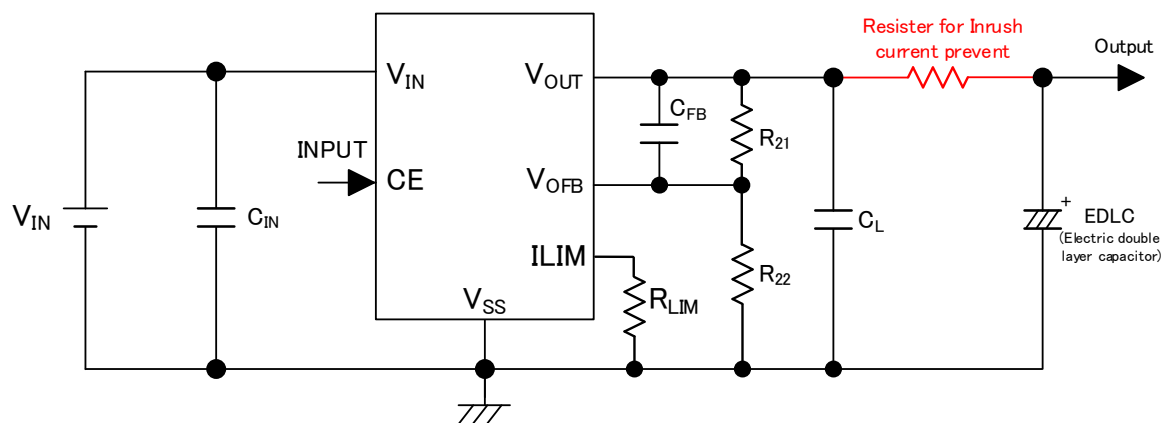 Resister for Inrush
current prevent
Output
VIN
VOUT
CFB
R21
INPUT
CE
VOFB
VIN
CIN
CL
+
EDLC
(Electric double
layer capacitor)
ILIM
R22
RLIM
VSS